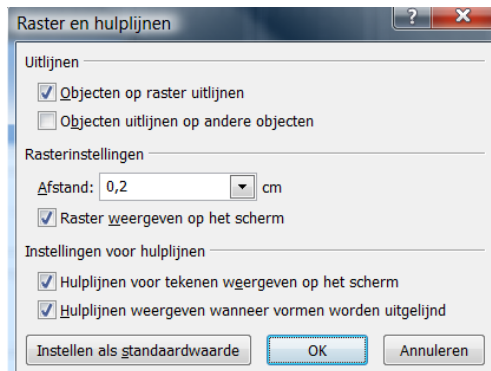 Raster en hulplijnen
?
Uitlijnen
Objecten op raster uitlijnen
Objecten uitlijnen op andere objecten
Rasterinstellingen
Afstand: 0,2 cm
Raster weergeven op het scherm
Instellingen voor hulplijnen
Hulplijnen voor tekenen weergeven op het scherm
Hulplijnen weergeven wanneer vormen worden uitgelijnd
Instellen als standaardwaarde OK Annuleren